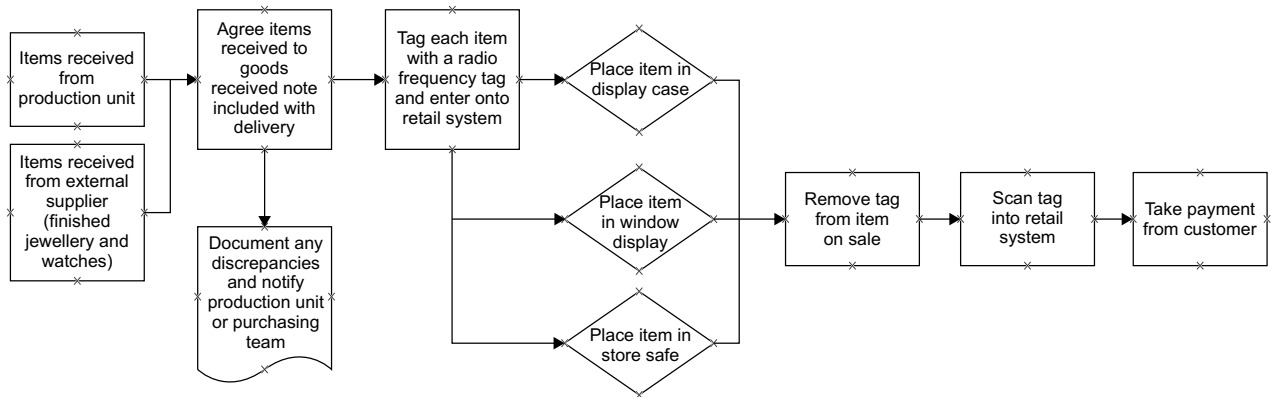 Items received
from
production unit
Items received
from external
supplier
(finished
jewellery and
watches)
Agree items
received to
goods
received note
included with
delivery
Document any
discrepancies
and notify
production unit
or purchasing
team
Tag each item
with a radio
frequency tag
and enter onto
retail system
Place item in
display case
Place item
in window
display
Place item in
store safe
Remove tag
from item
on sale
Scan tag
into retail
system
Take payment
from customer